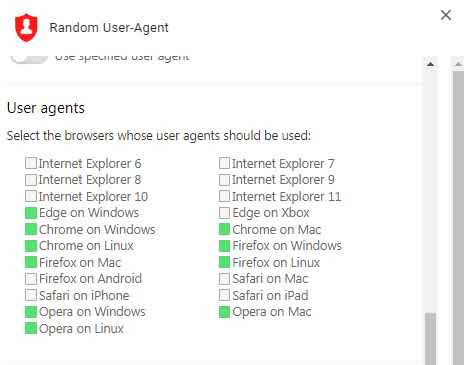 Random User-Agent
Use specified user agent
User agents
Select the browsers whose user agents should be used:
Internet Explorer 6 Internet Explorer 7
Internet Explorer 8 Internet Explorer 9
Internet Explorer 10 Internet Explorer 11
Edge on Windows Edge on Xbox
Chrome on Windows Chrome on Mac
Chrome on Linux Firefox on Windows
Firefox on Mac Firefox on Linux
Firefox on Android Safari on Mac
Safari on iPhone Safari on iPad
Opera on Windows Opera on Mac
Opera on Linux